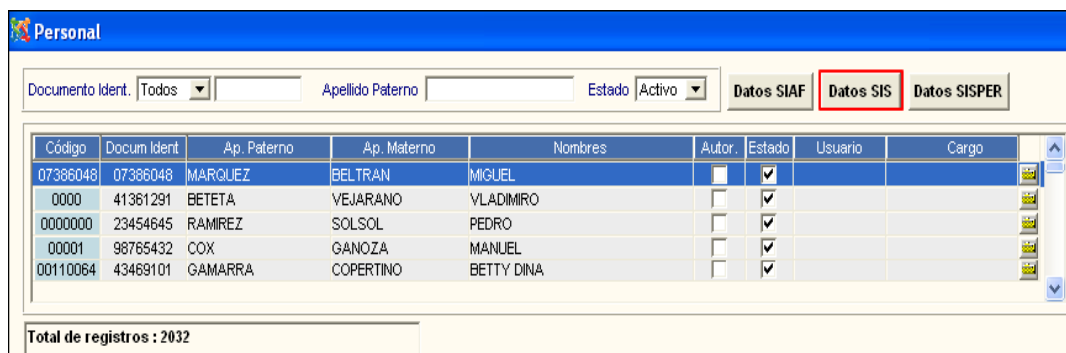 Personal
Documento Ident. Todos Apellido Paterno Estado Activo Datos SIAF Datos SIS Datos SISPER
Código Docum Ident Ap. Paterno Ap. Materno Nombres Autor. Estado Usuario Cargo
07386048 07386048 MARQUEZ BELTRAN MIGUEL
0000 41361291 BETETA VEJARANO VLADIMIRO
0000000 23454645 RAMIREZ SOLSOL PEDRO
00001 98765432 COX GANOZA MANUEL
00110064 43469101 GAMARRA COPERTINO BETTY DINA
Total de registros : 2032